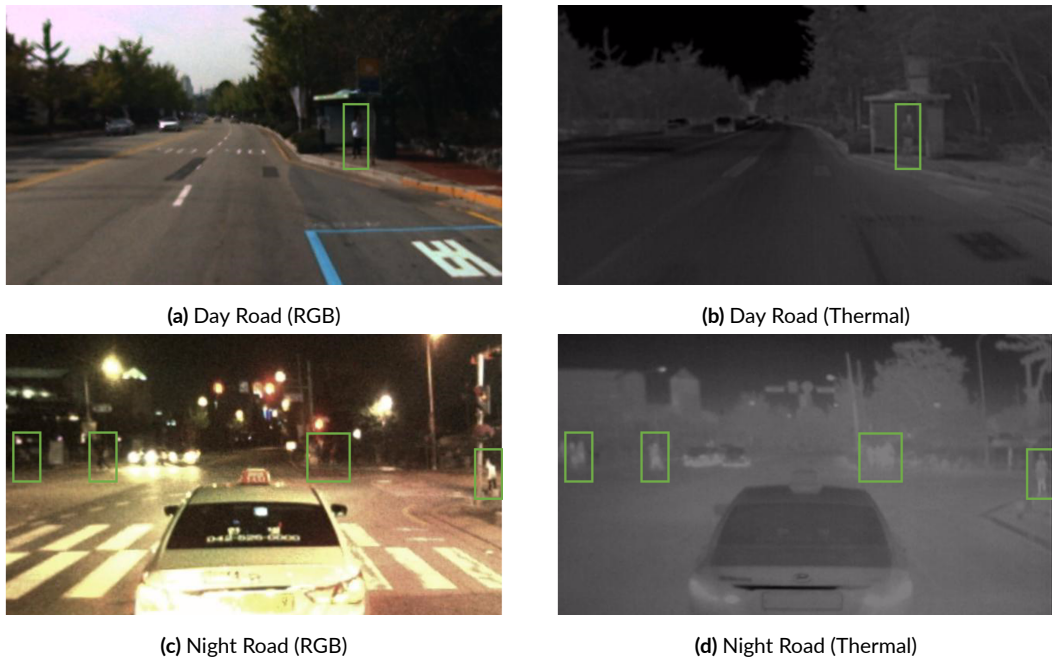 (a) Day Road (RGB)
(b) Day Road (Thermal)
(c) Night Road (RGB)
(d) Night Road (Thermal)